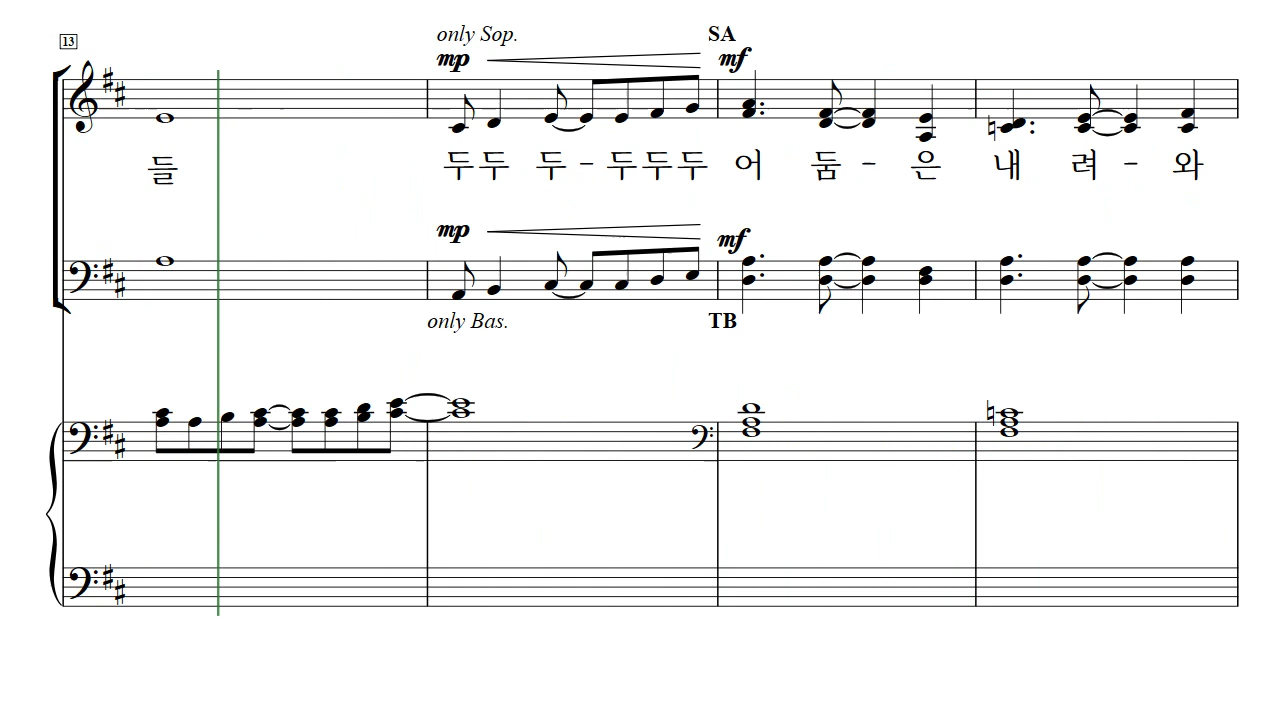 only Sop. SA
13 mp mf
들 두두 두 - 두두두 어 둠 - 은 내 려 - 와
mp mf
only Bas. TB